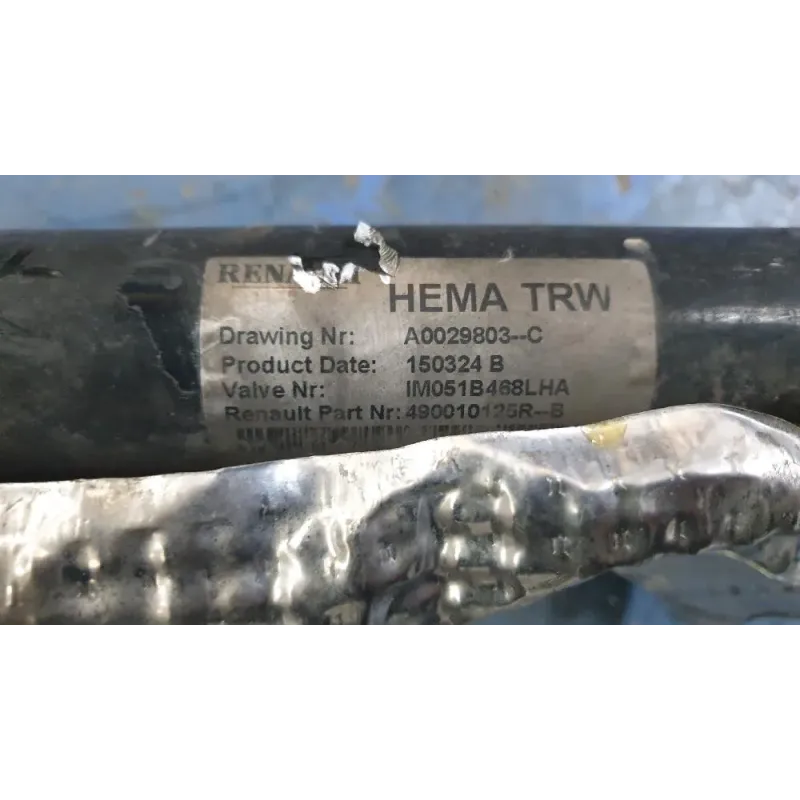 HEMA TRW
Drawing Nr: A0029803--C
Product Date: 150324 B
Valve Nr: IM051B468LHA
Renault Part Nr: 490010125R--B